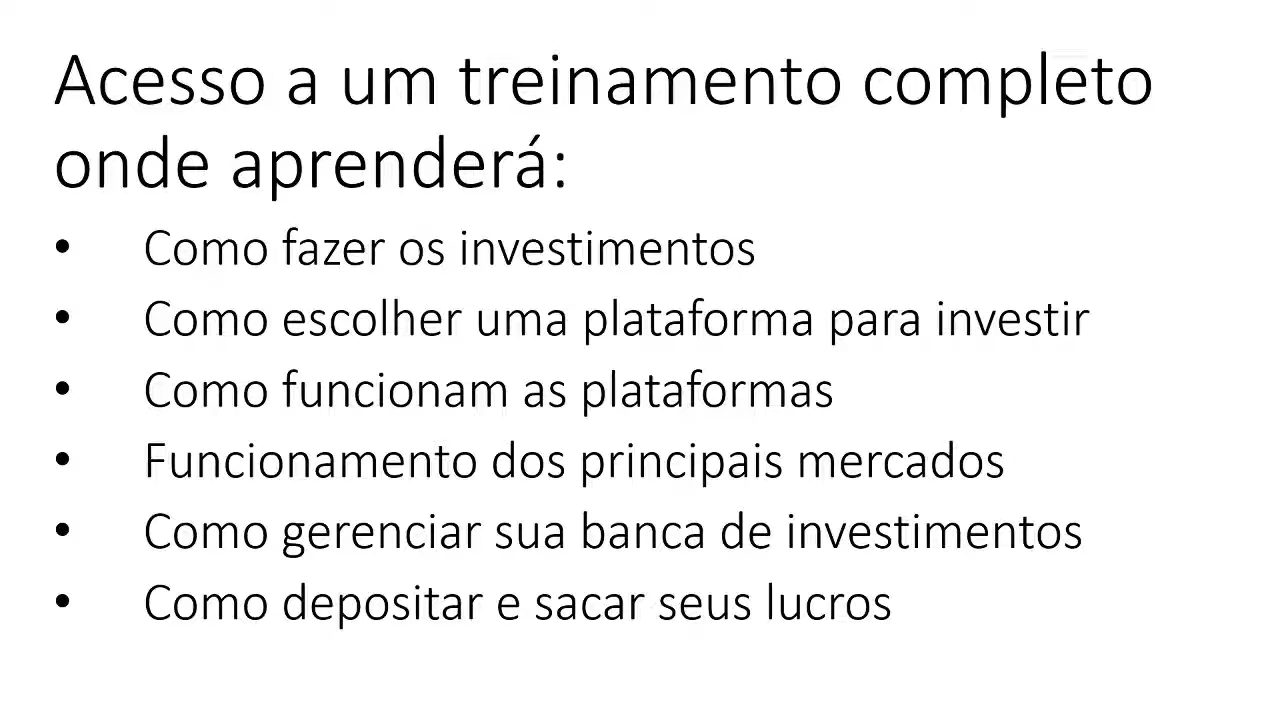 Acesso a um treinamento completo
onde aprenderá:
• Como fazer os investimentos
• Como escolher uma plataforma para investir
• Como funcionam as plataformas
• Funcionamento dos principais mercados
• Como gerenciar sua banca de investimentos
• Como depositar e sacar seus lucros